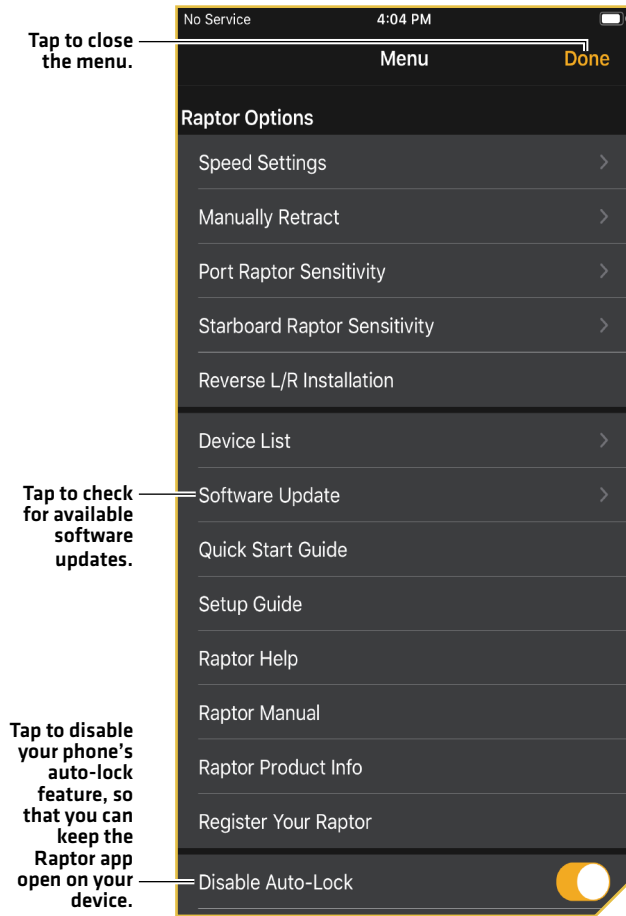 No Service
4:04 PM
Tap to close
the menu.
Menu
Done
Raptor Options
Speed Settings
Manually Retract
Port Raptor Sensitivity
Starboard Raptor Sensitivity
Reverse L/R Installation
Device List
Tap to check
for available
software
updates.
Software Update
Quick Start Guide
Setup Guide
Raptor Help
Raptor Manual
Raptor Product Info
Register Your Raptor
Tap to disable
your phone’s
auto-lock
feature, so
that you can
keep the
Raptor app
open on your
device.
Disable Auto-Lock